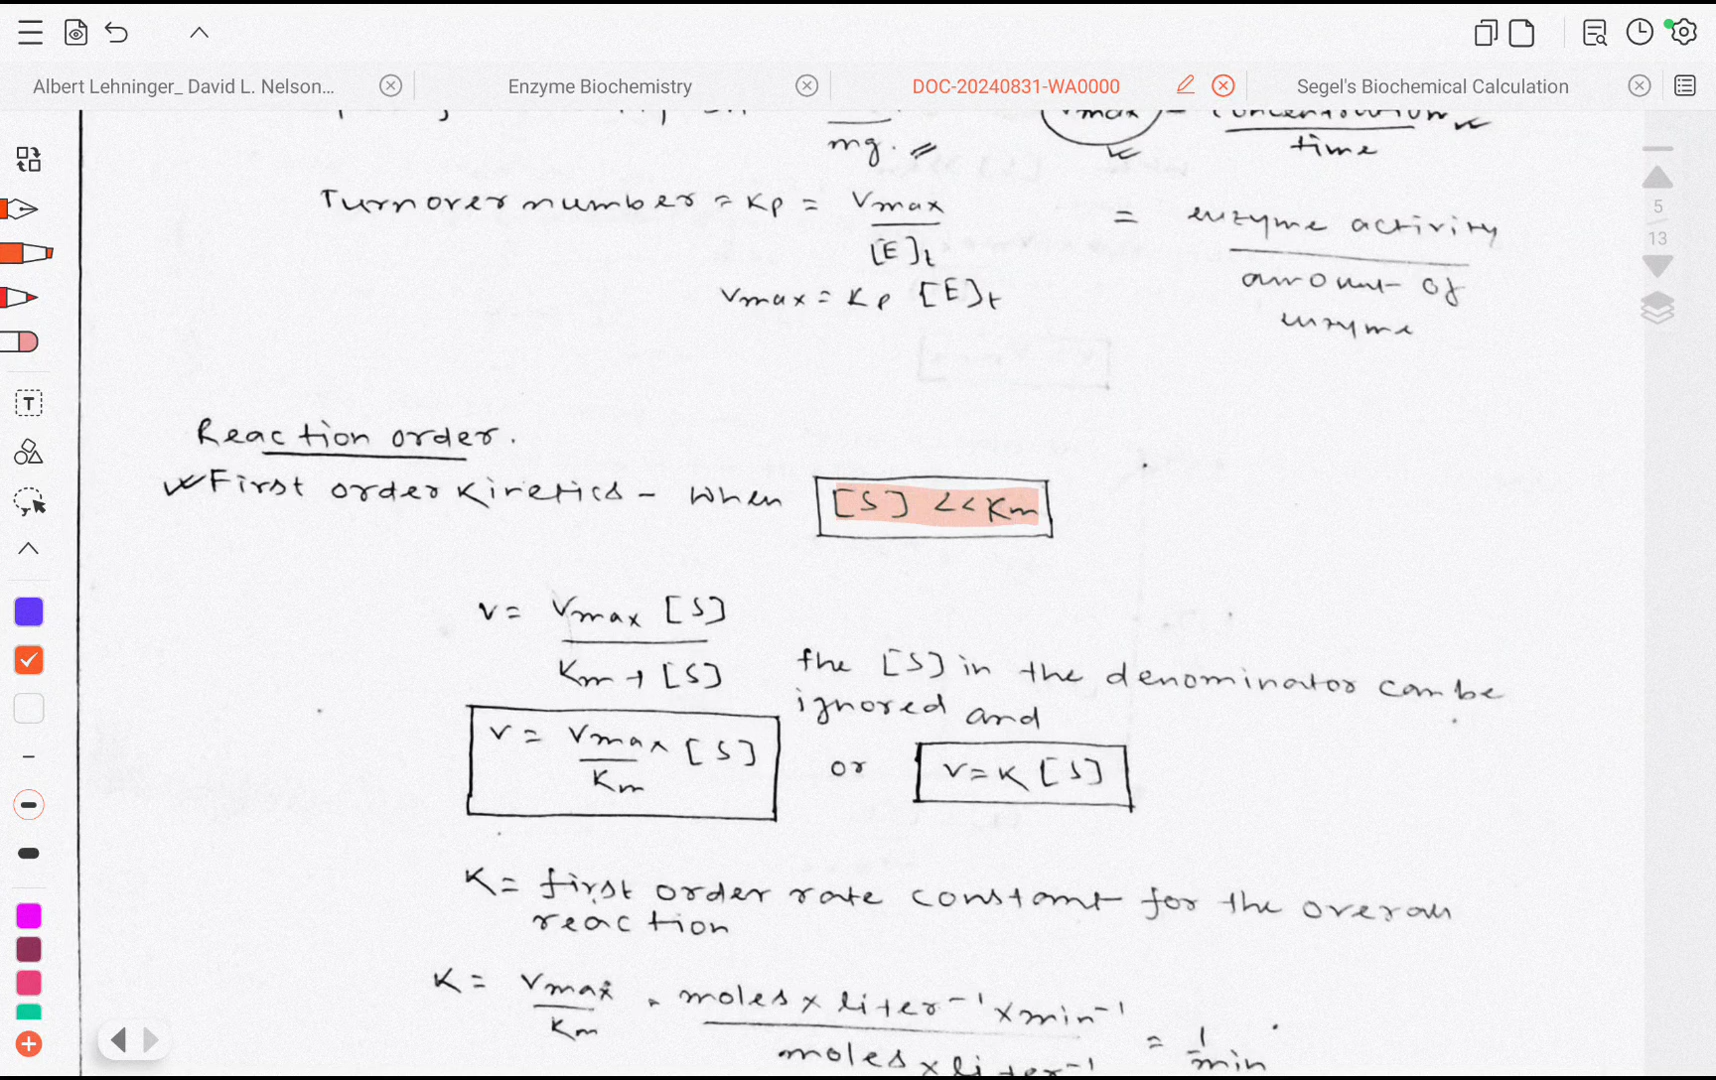 Albert Lehninger_ David L. Nelson...
Enzyme Biochemistry
DOC-20240831-WA0000
Segel's Biochemical Calculation
mg.
Vmax = concentration
time
5
13
Turnover number = Kp = Vmax / [E]t = enzyme activity / amount of enzyme
Vmax = Kp [E]t
Reaction order.
First order Kinetics - when [S] << Km
v = Vmax [S] / Km + [S]
the [S] in the denominator can be
ignored and
v = Vmax / Km [S] or v = K [S]
K = first order rate constant for the overall
reaction
K = Vmax / Km = moles x liter-1 x min-1 / moles x liter-1 = 1 / min
T